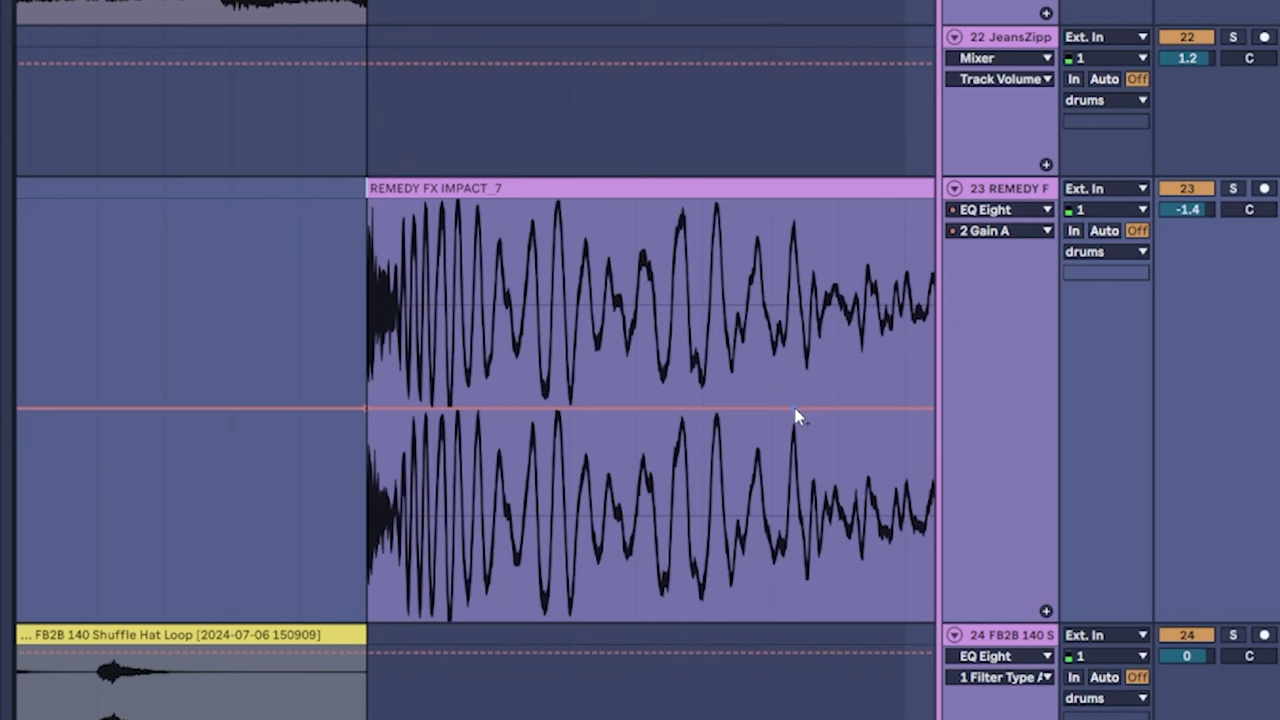 22 JeansZipp
Ext. In
22
S
Mixer
1
1.2
C
Track Volume
In
Auto
Off
drums
REMEDY FX IMPACT_7
23 REMEDY F
Ext. In
23
S
EQ Eight
1
-1.4
C
2 Gain A
In
Auto
Off
drums
... FB2B 140 Shuffle Hat Loop [2024-07-06 150909]
24 FB2B 140 S
Ext. In
24
S
EQ Eight
1
0
C
1 Filter Type A
In
Auto
Off
drums